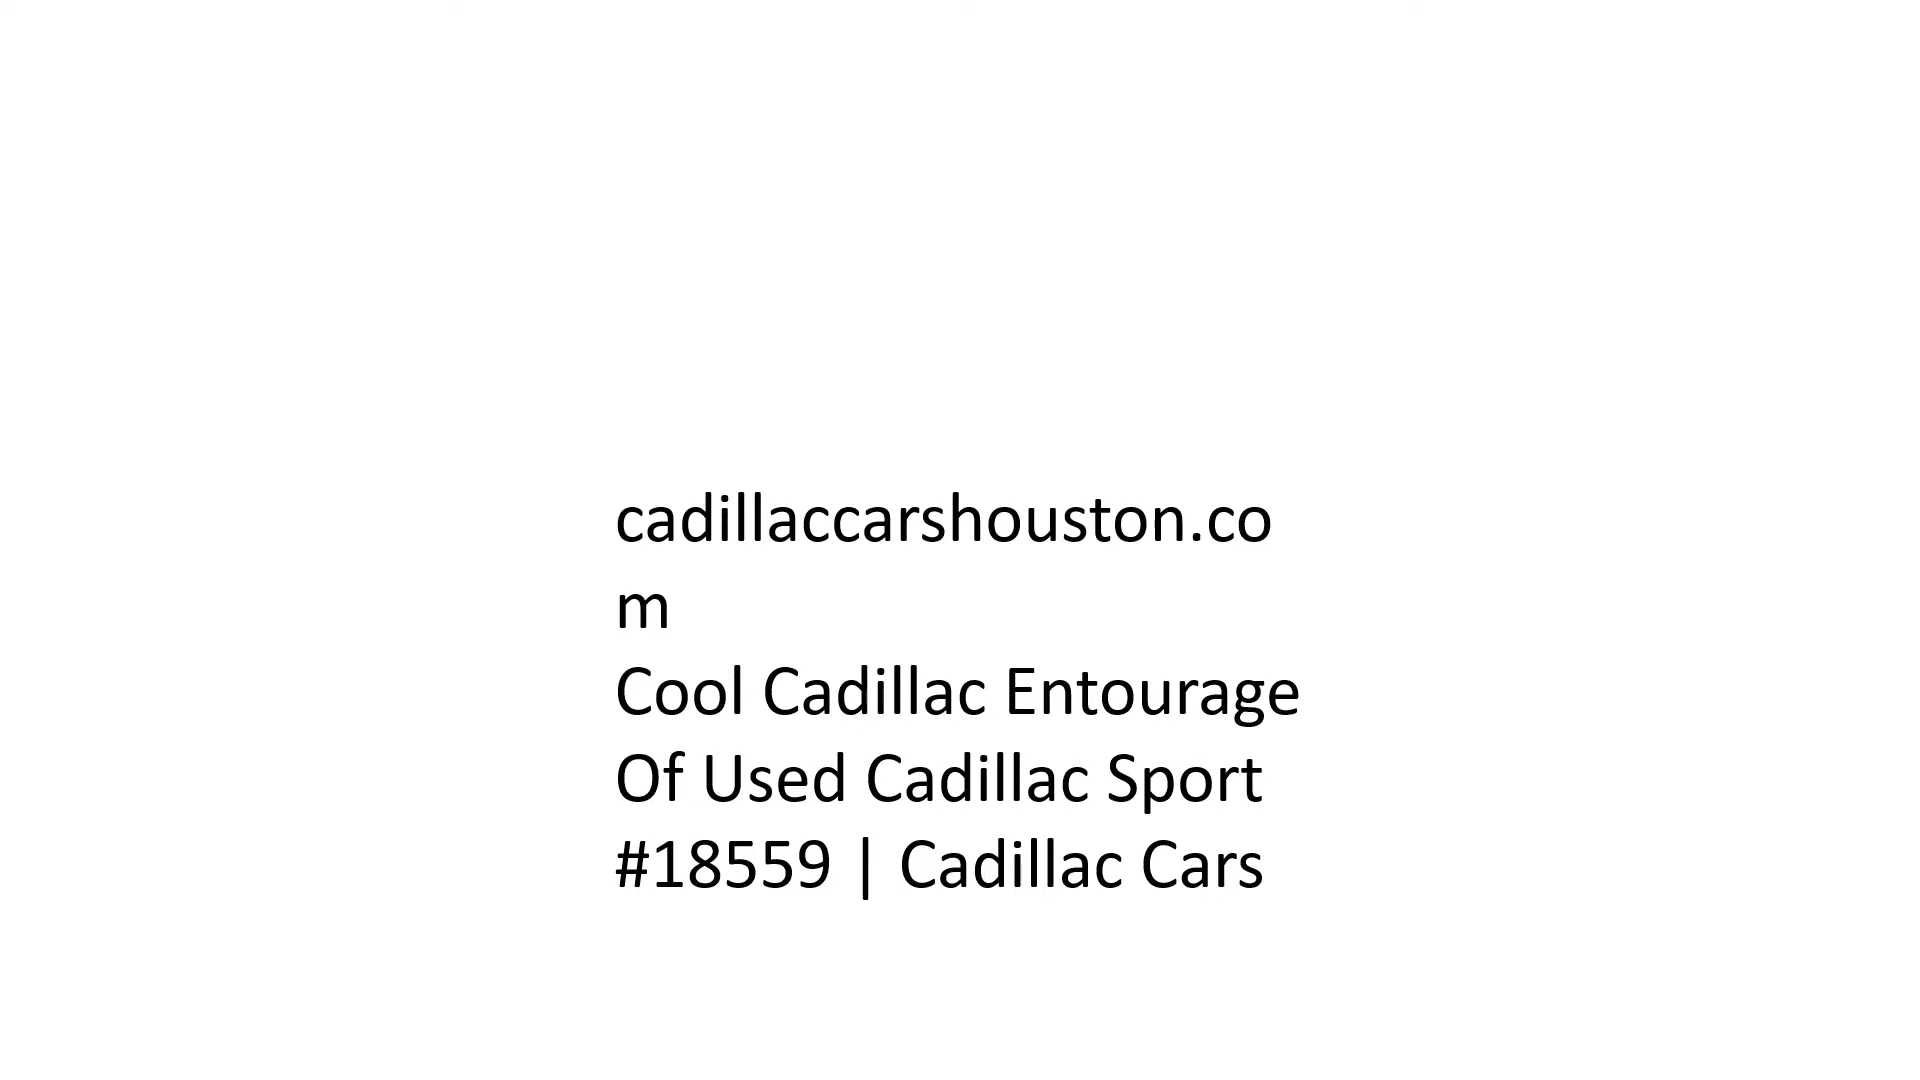 cadillaccarshouston.co
m
Cool Cadillac Entourage
Of Used Cadillac Sport
#18559 | Cadillac Cars